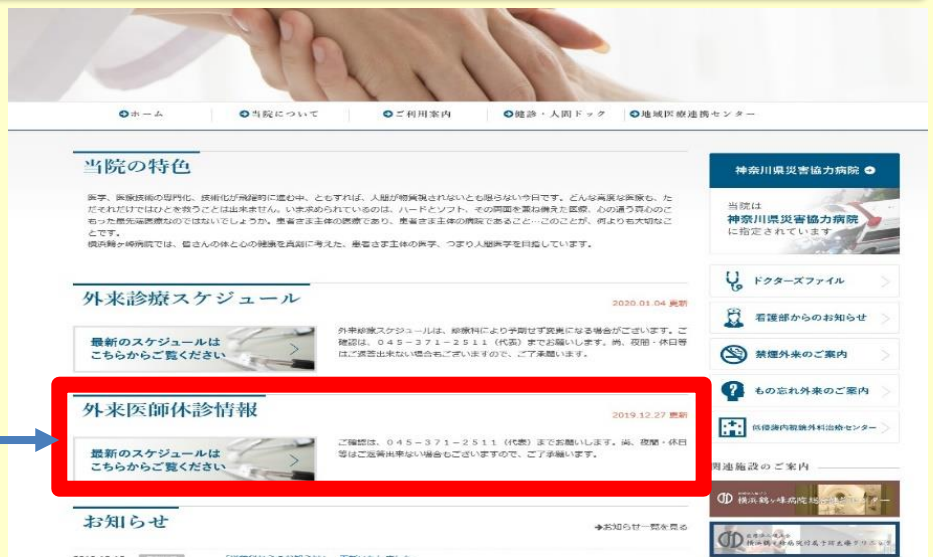 ホーム
当院について
ご利用案内
健診・人間ドック
地域医療連携センター
当院の特色
医学、医療技術の専門化、技術化が飛躍的に進む中、ともすれば、人間が物質視されないとも限らない今日です。どんな高度な医療も、た
だそれだけではひとを救うことは出来ません。いま求められているのは、ハードとソフト、その両面を兼ね備えた医療、心の通う真心のこ
もった最先端医療なのではないでしょうか。患者さま主体の医療であり、患者さま主体の病院であること…このことが、何よりも大切なこ
とです。
横浜鶴ヶ峰病院では、皆さんの体と心の健康を真剣に考えた、患者さま主体の医学、つまり人間医学を目指しています。
外来診療スケジュール
2020.01.04 更新
最新のスケジュールは
こちらからご覧ください
外来診療スケジュールは、診療科により予期せず変更になる場合がございます。ご
確認は、０４５－３７１－２５１１（代表）までお願いします。尚、夜間・休日等
はご返答出来ない場合もございますので、ご了承願います。
外来医師休診情報
2019.12.27 更新
最新のスケジュールは
こちらからご覧ください
ご確認は、０４５－３７１－２５１１（代表）までお願いします。尚、夜間・休日
等はご返答出来ない場合もございますので、ご了承願います。
お知らせ
お知らせ一覧を見る
神奈川県災害協力病院
当院は
神奈川県災害協力病院
に指定されています
ドクターズファイル
看護部からのお知らせ
禁煙外来のご案内
もの忘れ外来のご案内
低侵襲内視鏡外科治療センター
関連施設のご案内